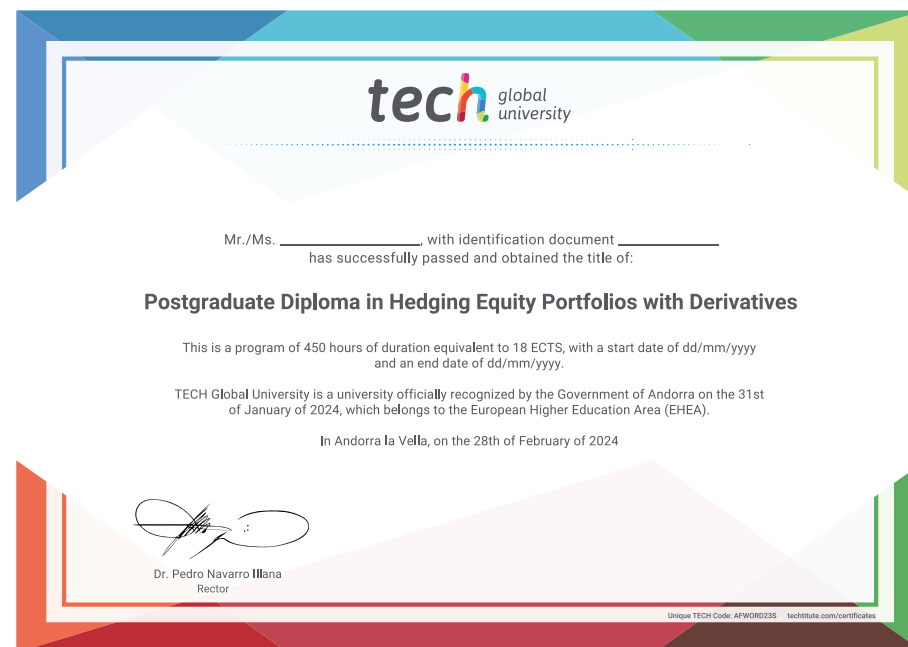 tech global
university
Mr./Ms. ____________, with identification document ____________
has successfully passed and obtained the title of:
Postgraduate Diploma in Hedging Equity Portfolios with Derivatives
This is a program of 450 hours of duration equivalent to 18 ECTS, with a start date of dd/mm/yyyy
and an end date of dd/mm/yyyy.
TECH Global University is a university officially recognized by the Government of Andorra on the 31st
of January of 2024, which belongs to the European Higher Education Area (EHEA).
In Andorra la Vella, on the 28th of February of 2024
Dr. Pedro Navarro Illana
Rector
Unique TECH Code: AFWORD23S techtitute.com/certificates